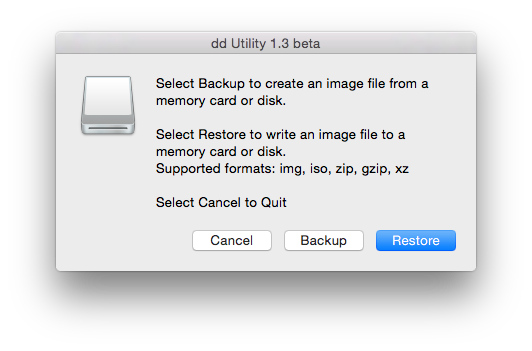 dd Utility 1.3 beta
Select Backup to create an image file from a
memory card or disk.
Select Restore to write an image file to a
memory card or disk.
Supported formats: img, iso, zip, gzip, xz
Select Cancel to Quit
Cancel
Backup
Restore